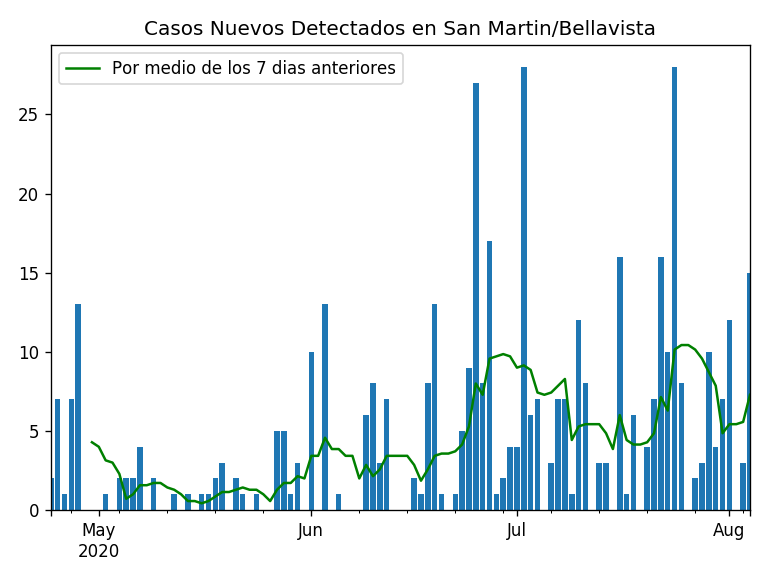 Casos Nuevos Detectados en San Martin/Bellavista
Por medio de los 7 dias anteriores
25
20
15
10
5
0
May
2020
Jun
Jul
Aug